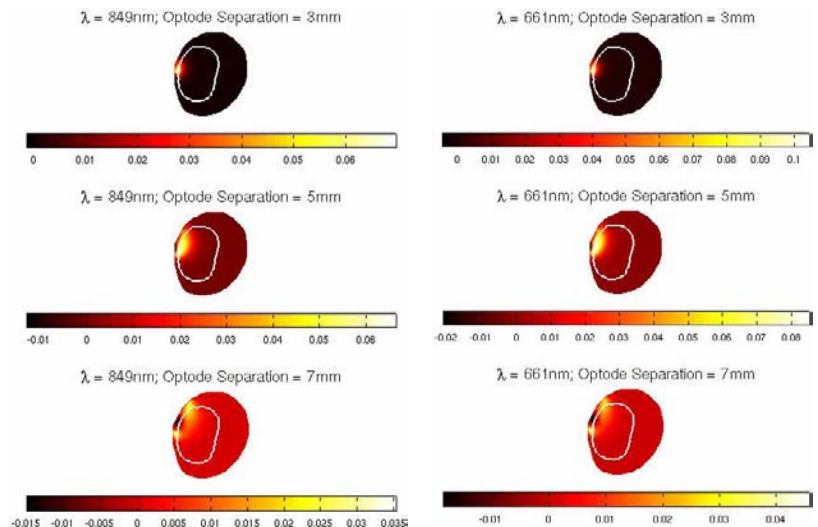 λ = 849nm; Optode Separation = 3mm
λ = 661nm; Optode Separation = 3mm
0 0.01 0.02 0.03 0.04 0.05 0.06
0 0.01 0.02 0.03 0.04 0.05 0.06 0.07 0.08 0.09 0.1
λ = 849nm; Optode Separation = 5mm
λ = 661nm; Optode Separation = 5mm
-0.01 0 0.01 0.02 0.03 0.04 0.05 0.06
-0.02 -0.01 0 0.01 0.02 0.03 0.04 0.05 0.06 0.07 0.08
λ = 849nm; Optode Separation = 7mm
λ = 661nm; Optode Separation = 7mm
-0.015 -0.01 -0.005 0 0.005 0.01 0.015 0.02 0.025 0.03 0.035
-0.01 0 0.01 0.02 0.03 0.04